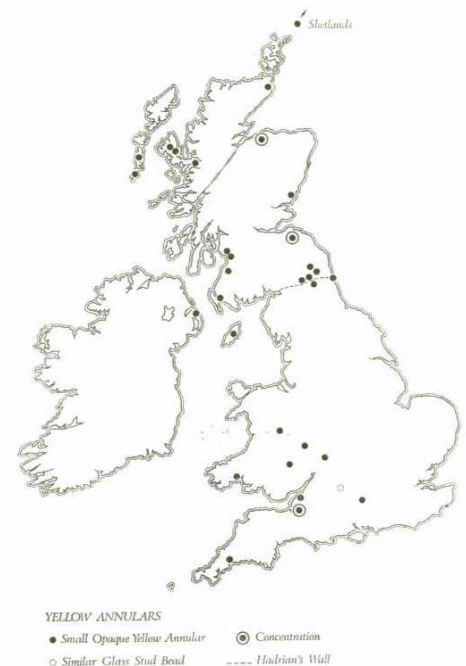 Shetlands
YELLOW ANNULARS
Small Opaque Yellow Annular
Concentration
Similar Glass Stud Bead
Hadrian's Wall